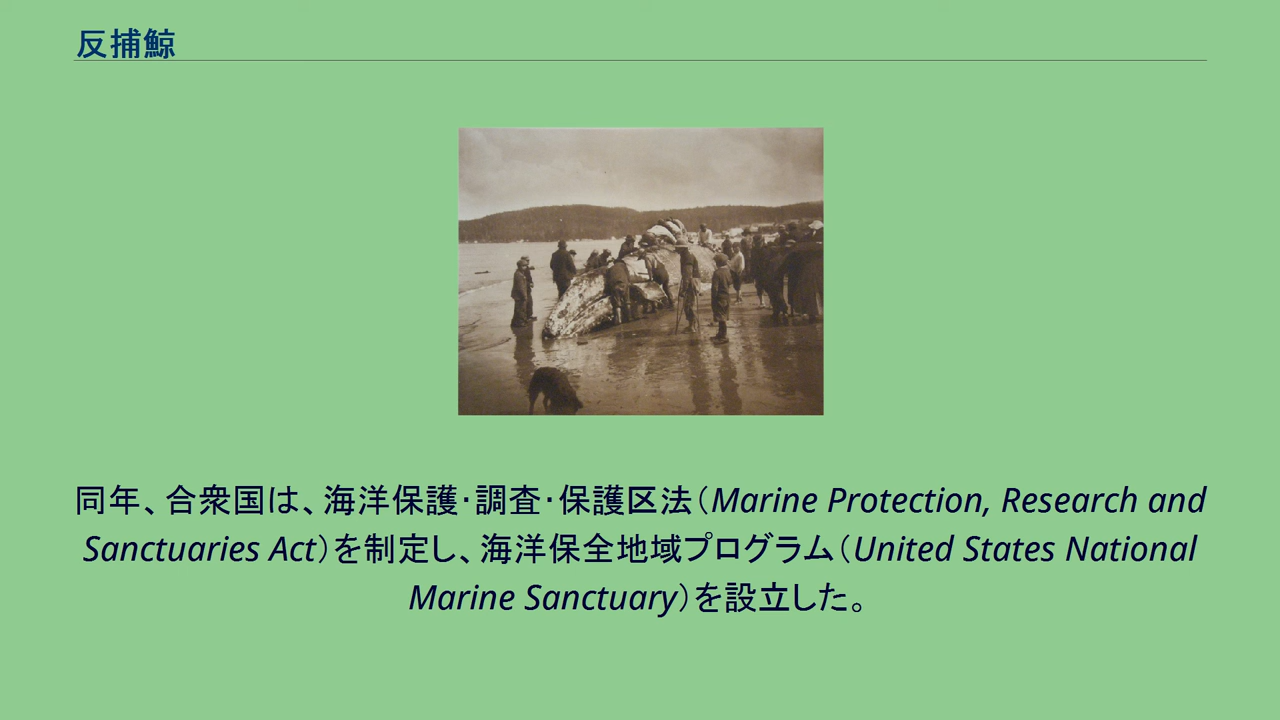 反捕鯨
同年、合衆国は、海洋保護・調査・保護区法（Marine Protection, Research and
Sanctuaries Act）を制定し、海洋保全地域プログラム（United States National
Marine Sanctuary）を設立した。